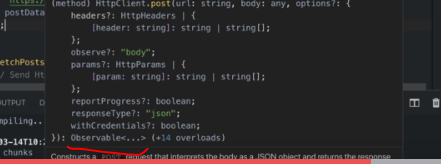 (method) HttpClient.post(url: string, body: any, options?: {
headers?: HttpHeaders | {
[header: string]: string | string[];
};
observe?: "body";
params?: HttpParams | {
[param: string]: string | string[];
};
reportProgress?: boolean;
responseType?: "json";
withCredentials?: boolean;
}): Observable<...> (+14 overloads)
Constructs a POST request that interprets the body as a JSON object and returns the response
postData
;
etchPosts
/ Send Ht
OUTPUT
mpiling..
03-14T10:2
chunks